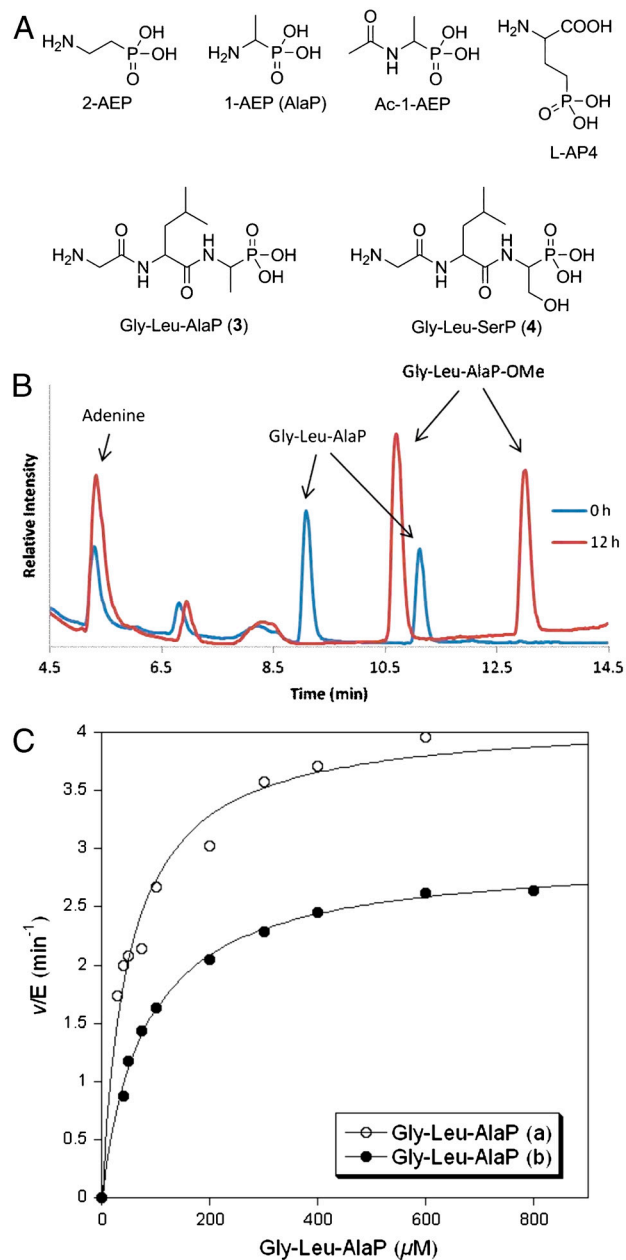 A
H₂N P OH OH O
2-AEP
H₂N P OH OH O
1-AEP (AlaP)
O N H P OH OH O
Ac-1-AEP
H₂N COOH O P OH OH
L-AP4
H₂N O N H O H N O P OH OH
Gly-Leu-AlaP (3)
H₂N O N H O H N O P OH OH OH
Gly-Leu-SerP (4)
B
Relative Intensity
Adenine
Gly-Leu-AlaP
Gly-Leu-AlaP-OMe
0 h
12 h
4.5 6.5 8.5 10.5 12.5 14.5
Time (min)
C
v/E (min⁻¹)
4
3.5
3
2.5
2
1.5
1
0.5
0
Gly-Leu-AlaP (a)
Gly-Leu-AlaP (b)
0 200 400 600 800
Gly-Leu-AlaP (µM)